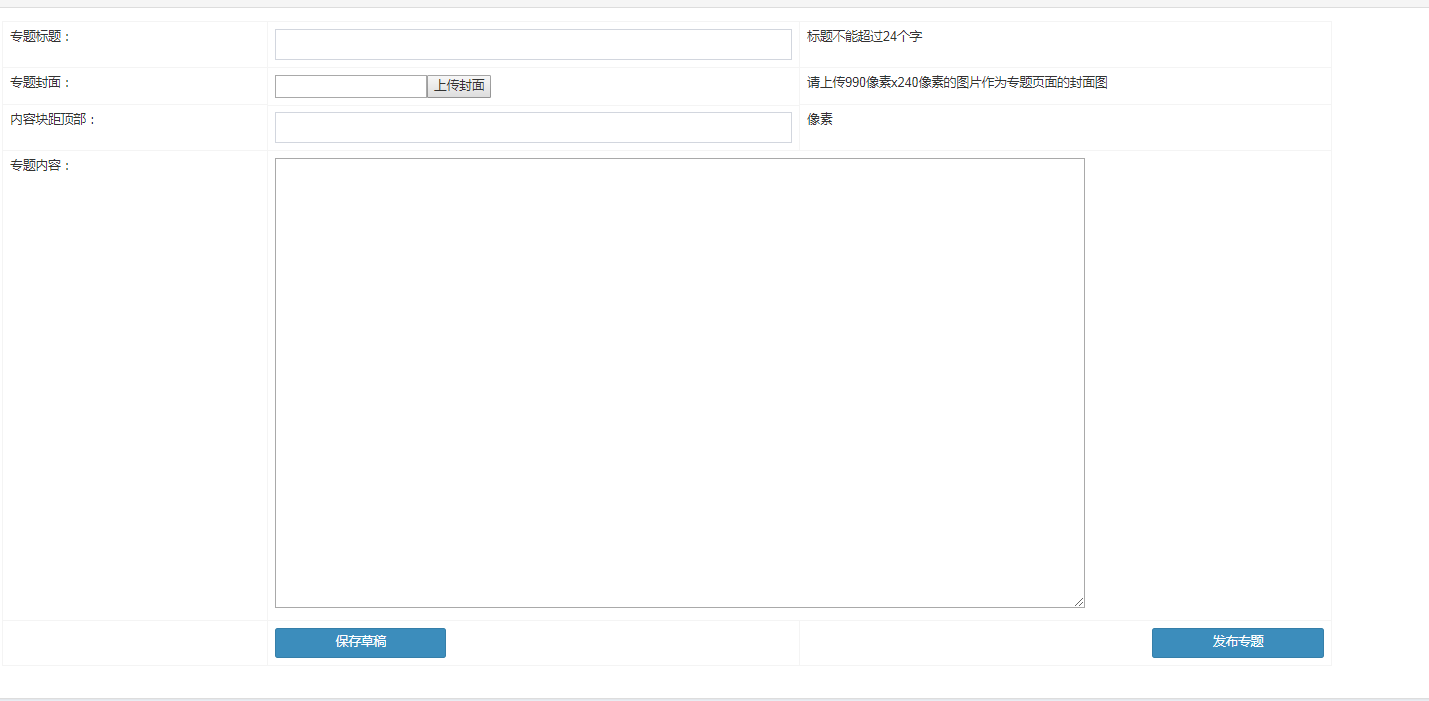 专题标题：
标题不能超过24个字
专题封面：
上传封面
请上传990像素x240像素的图片作为专题页面的封面图
内容块距顶部：
像素
专题内容：
保存草稿
发布专题